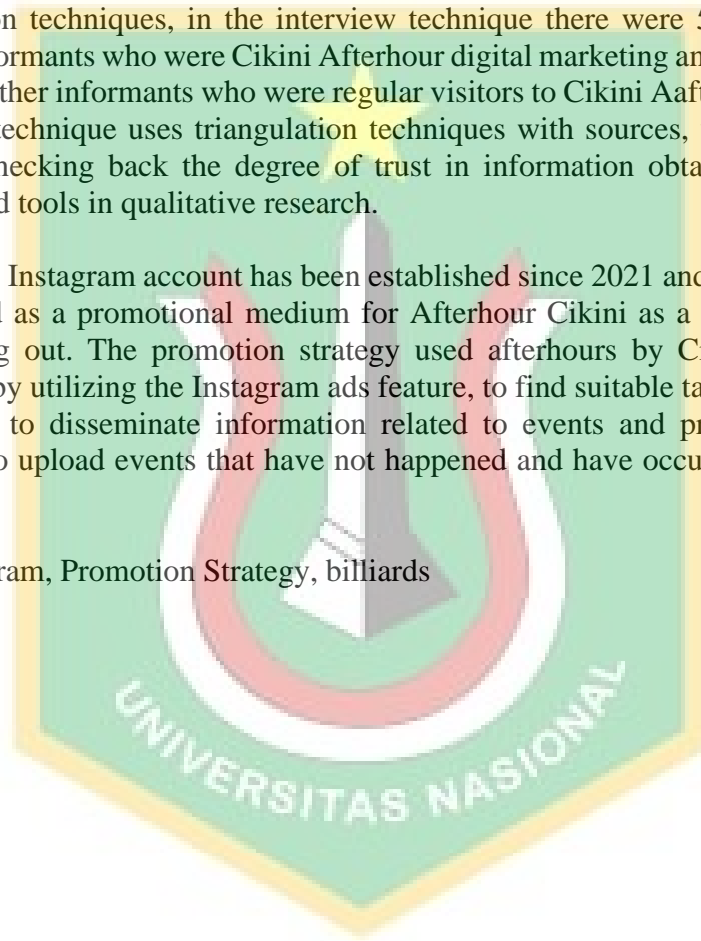 on techniques, in the interview technique there were 5
ormants who were Cikini Afterhour digital marketing an
ther informants who were regular visitors to Cikini Aaft
technique uses triangulation techniques with sources,
hecking back the degree of trust in information obta
d tools in qualitative research.
Instagram account has been established since 2021 and
d as a promotional medium for Afterhour Cikini as a
g out. The promotion strategy used afterhours by Ci
by utilizing the Instagram ads feature, to find suitable ta
to disseminate information related to events and pr
o upload events that have not happened and have occu
ram, Promotion Strategy, billiards
UNIVERSITAS NASIONAL